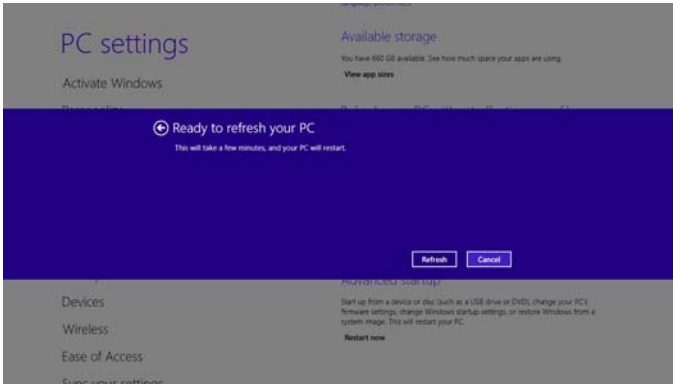 PC settings
Activate Windows
Available storage
You have 660 GB available. See how much space your apps are using.
View app sizes
Ready to refresh your PC
This will take a few minutes, and your PC will restart.
Refresh
Cancel
Devices
Wireless
Ease of Access
Sync your settings
Advanced startup
Start up from a device or disc (such as a USB drive or DVD), change your PC's
firmware settings, change Windows startup settings, or restore Windows from a
system image. This will restart your PC.
Restart now